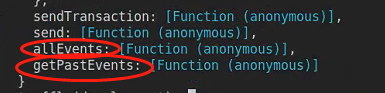 },
sendTransaction: [Function (anonymous)],
send: [Function (anonymous)],
allEvents: [Function (anonymous)],
getPastEvents: [Function (anonymous)]
}